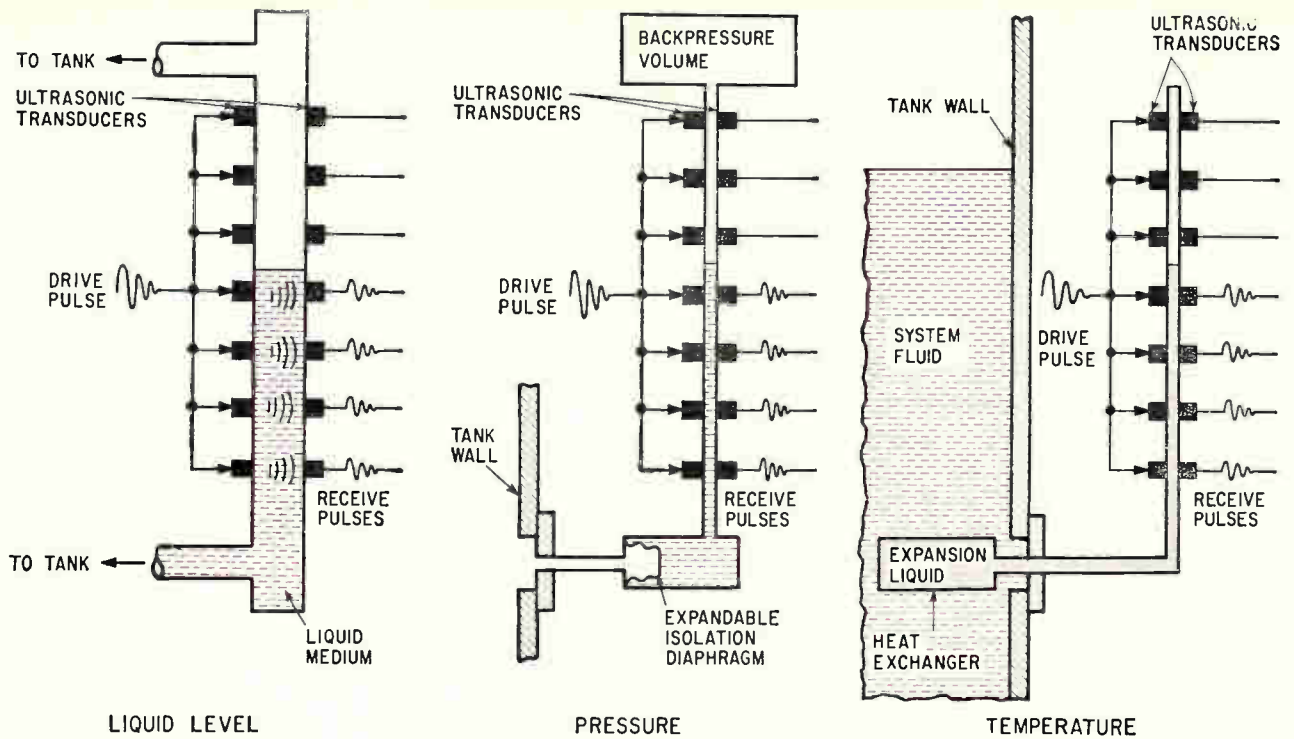 TO TANK
ULTRASONIC
TRANSDUCERS
DRIVE
PULSE
RECEIVE
PULSES
TO TANK
LIQUID
MEDIUM
LIQUID LEVEL
BACKPRESSURE
VOLUME
ULTRASONIC
TRANSDUCERS
DRIVE
PULSE
TANK
WALL
RECEIVE
PULSES
EXPANDABLE
ISOLATION
DIAPHRAGM
PRESSURE
ULTRASONIC
TRANSDUCERS
TANK WALL
SYSTEM
FLUID
DRIVE
PULSE
RECEIVE
PULSES
EXPANSION
LIQUID
HEAT
EXCHANGER
TEMPERATURE